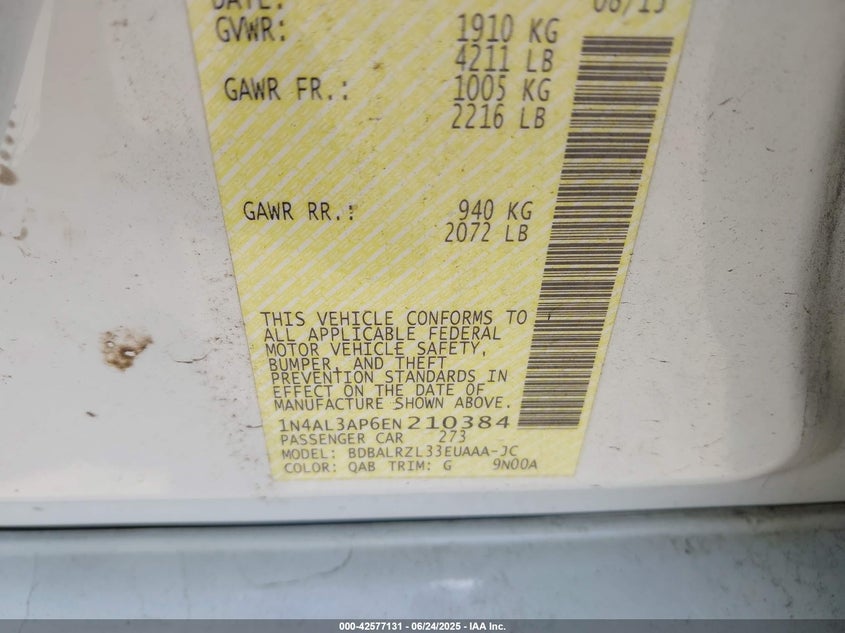 DATE: 08/13
GVWR: 1910 KG
4211 LB
GAWR FR.: 1005 KG
2216 LB
GAWR RR.: 940 KG
2072 LB
THIS VEHICLE CONFORMS TO
ALL APPLICABLE FEDERAL
MOTOR VEHICLE SAFETY,
BUMPER, AND THEFT
PREVENTION STANDARDS IN
EFFECT ON THE DATE OF
MANUFACTURE SHOWN ABOVE.
1N4AL3AP6EN210384
PASSENGER CAR 273
MODEL: BDBALRZL33EUAAA-JC
COLOR: QAB TRIM: G 9N00A
000-42577131 - 06/24/2025 - IAA Inc.